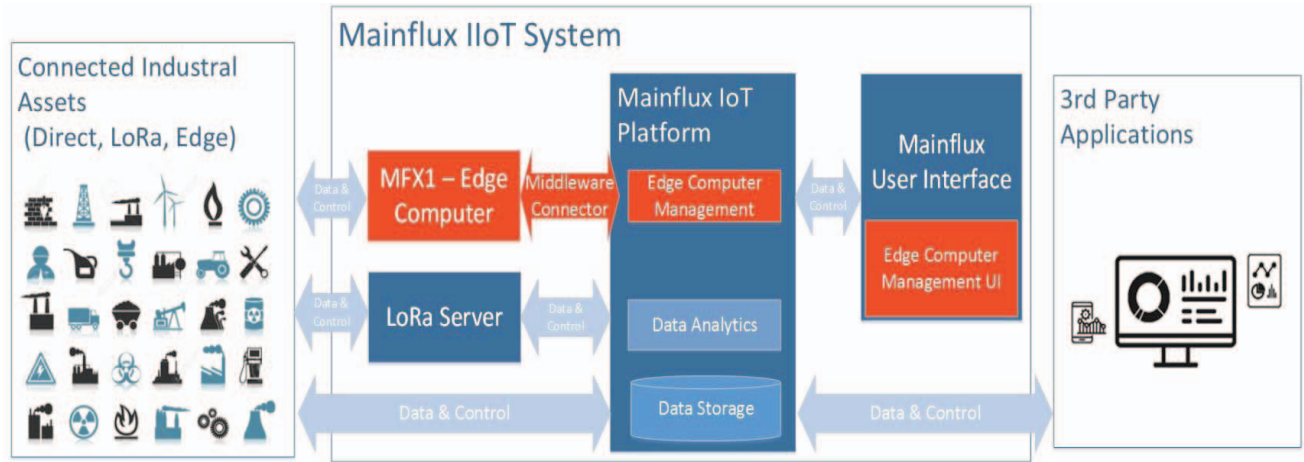 Mainflux IIoT System
Connected Industral
Assets
(Direct, LoRa, Edge)
Data &
Control
MFX1 – Edge
Computer
Middleware
Connector
Mainflux IoT
Platform
Edge Computer
Management
Data &
Control
Mainflux
User Interface
Edge Computer
Management UI
3rd Party
Applications
Data &
Control
LoRa Server
Data &
Control
Data Analytics
Data & Control
Data Storage
Data & Control